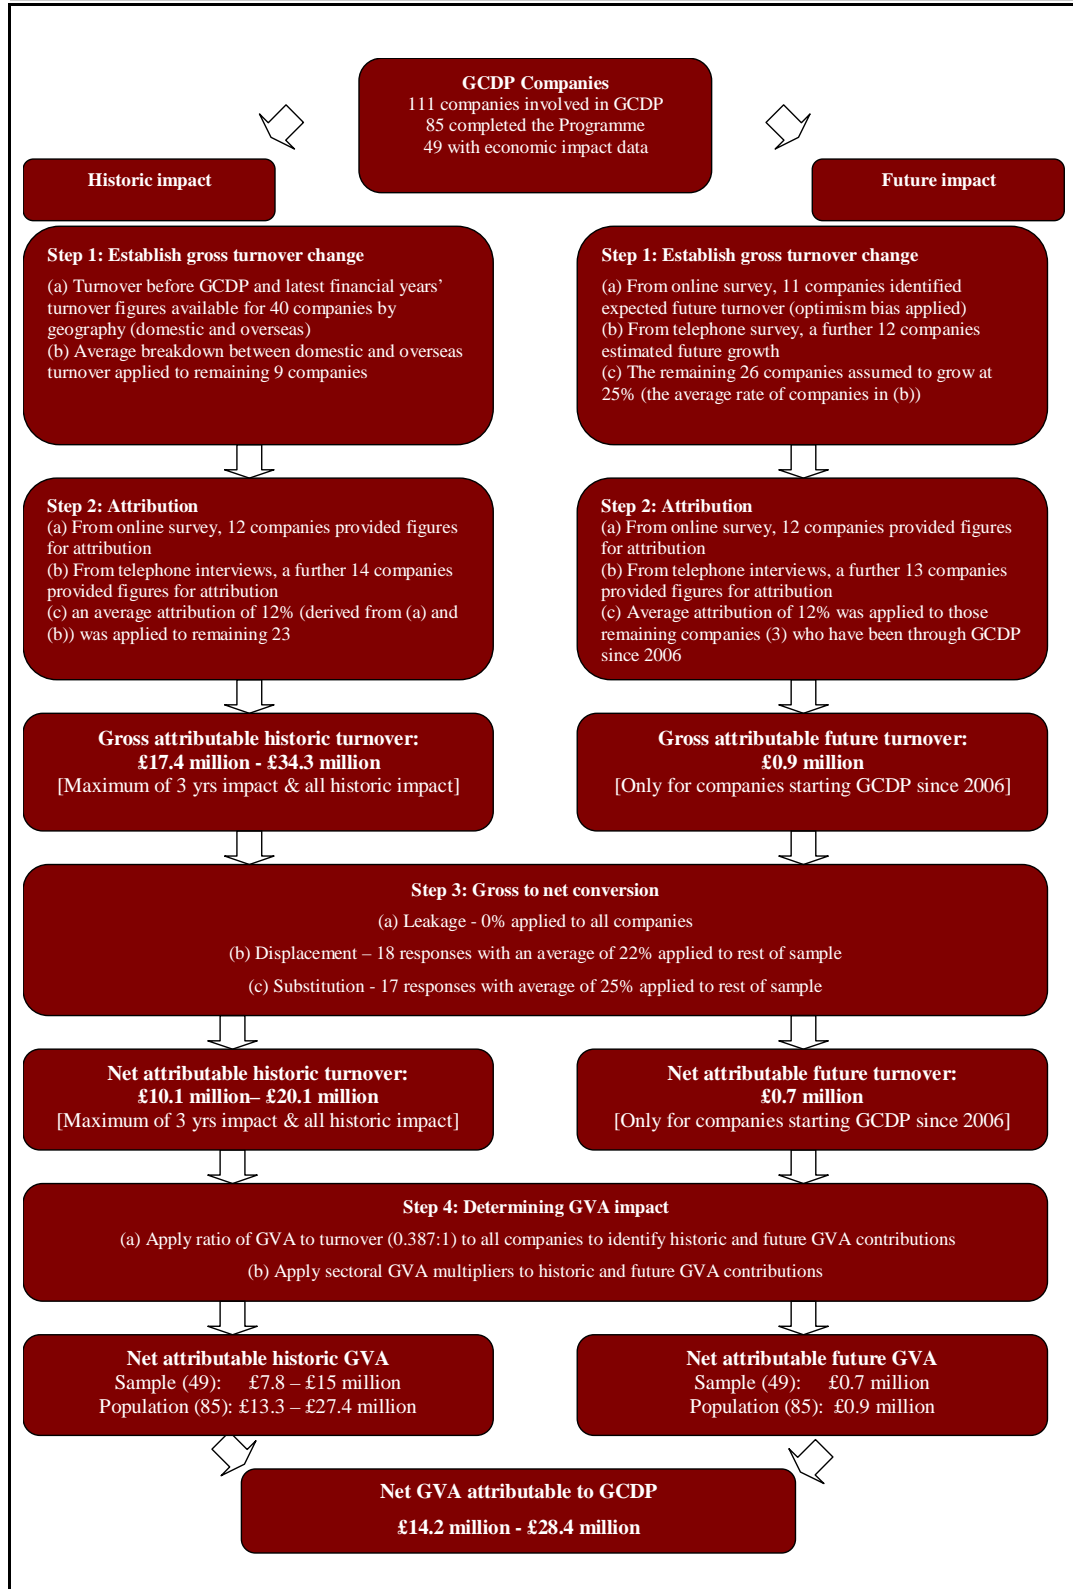 GCDP Companies
111 companies involved in GCDP
85 completed the Programme
49 with economic impact data
Historic impact
Future impact
Step 1: Establish gross turnover change
(a) Turnover before GCDP and latest financial years'
turnover figures available for 40 companies by
geography (domestic and overseas)
(b) Average breakdown between domestic and overseas
turnover applied to remaining 9 companies
Step 1: Establish gross turnover change
(a) From online survey, 11 companies identified
expected future turnover (optimism bias applied)
(b) From telephone survey, a further 12 companies
estimated future growth
(c) The remaining 26 companies assumed to grow at
25% (the average rate of companies in (b))
Step 2: Attribution
(a) From online survey, 12 companies provided figures
for attribution
(b) From telephone interviews, a further 14 companies
provided figures for attribution
(c) an average attribution of 12% (derived from (a) and
(b)) was applied to remaining 23
Step 2: Attribution
(a) From online survey, 12 companies provided figures
for attribution
(b) From telephone interviews, a further 13 companies
provided figures for attribution
(c) Average attribution of 12% was applied to those
remaining companies (3) who have been through GCDP
since 2006
Gross attributable historic turnover:
£17.4 million - £34.3 million
[Maximum of 3 yrs impact & all historic impact]
Gross attributable future turnover:
£0.9 million
[Only for companies starting GCDP since 2006]
Step 3: Gross to net conversion
(a) Leakage - 0% applied to all companies
(b) Displacement – 18 responses with an average of 22% applied to rest of sample
(c) Substitution - 17 responses with average of 25% applied to rest of sample
Net attributable historic turnover:
£10.1 million– £20.1 million
[Maximum of 3 yrs impact & all historic impact]
Net attributable future turnover:
£0.7 million
[Only for companies starting GCDP since 2006]
Step 4: Determining GVA impact
(a) Apply ratio of GVA to turnover (0.387:1) to all companies to identify historic and future GVA contributions
(b) Apply sectoral GVA multipliers to historic and future GVA contributions
Net attributable historic GVA
Sample (49): £7.8 – £15 million
Population (85): £13.3 – £27.4 million
Net attributable future GVA
Sample (49): £0.7 million
Population (85): £0.9 million
Net GVA attributable to GCDP
£14.2 million - £28.4 million